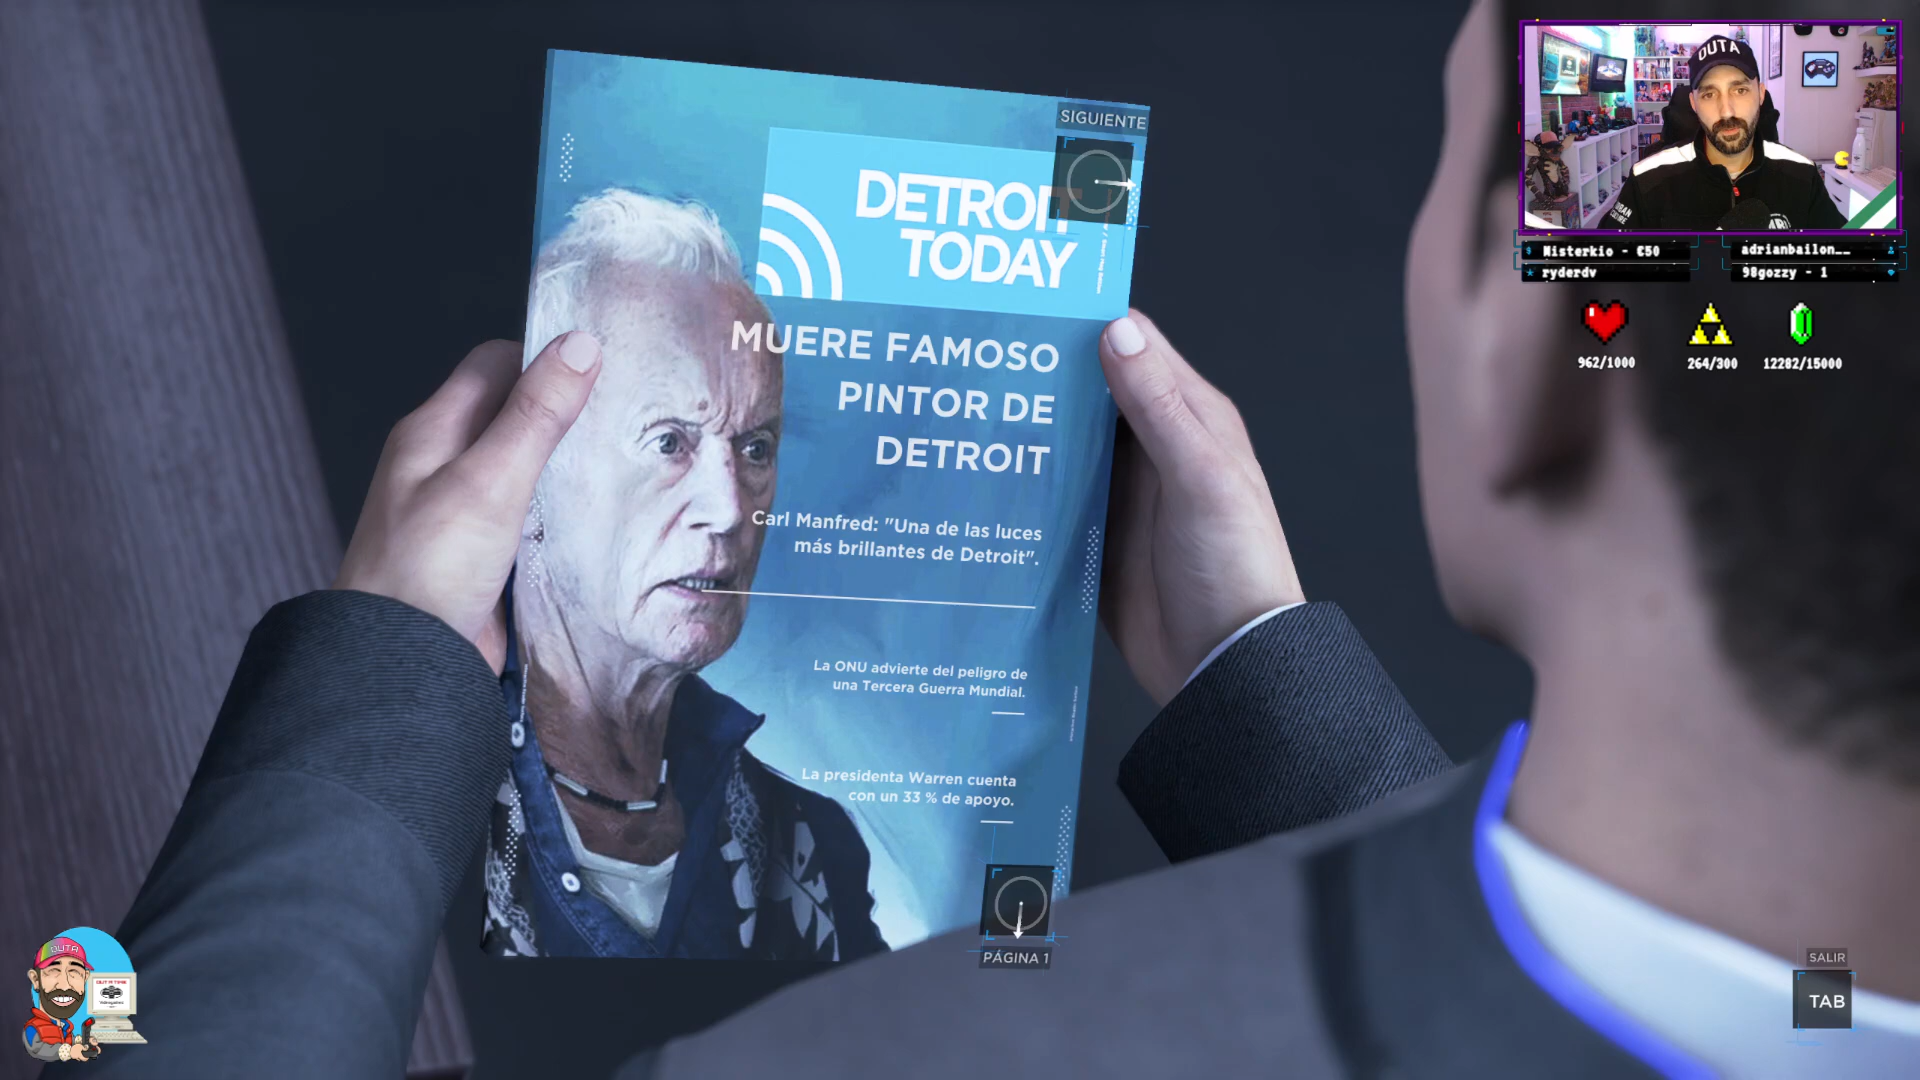 SIGUIENTE
DETROIT
TODAY
MUERE FAMOSO
PINTOR DE
DETROIT
Carl Manfred: "Una de las luces
más brillantes de Detroit".
La ONU advierte del peligro de
una Tercera Guerra Mundial.
La presidenta Warren cuenta
con un 33 % de apoyo.
PÁGINA 1
SALIR
TAB
OUTA
Misterkio - €50
adrianbailon__
ryderdv
98gozzy - 1
962/1000
264/300
12282/15000
OUTA